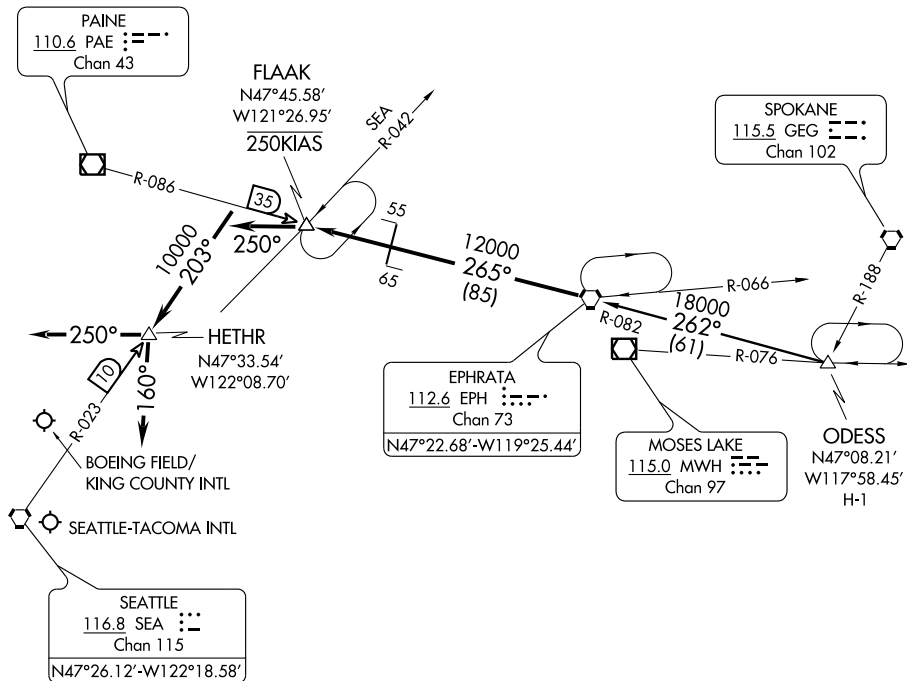 PAINE
110.6 PAE
Chan 43
FLAAK
N47°45.58'
W121°26.95'
250KIAS
SEA
R-042
SPOKANE
115.5 GEG
Chan 102
R-086
35
250°
55
65
12000
265°
(85)
R-066
R-188
10000
203°
18000
262°
(61)
R-082
R-076
250°
HETHR
N47°33.54'
W122°08.70'
10
160°
R-023
EPHRATA
112.6 EPH
Chan 73
N47°22.68'-W119°25.44'
MOSES LAKE
115.0 MWH
Chan 97
ODESS
N47°08.21'
W117°58.45'
H-1
BOEING FIELD/
KING COUNTY INTL
SEATTLE-TACOMA INTL
SEATTLE
116.8 SEA
Chan 115
N47°26.12'-W122°18.58'